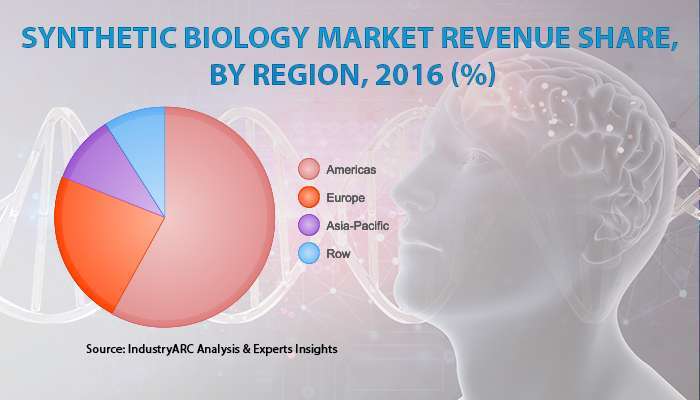 SYNTHETIC BIOLOGY MARKET REVENUE SHARE,
BY REGION, 2016 (%)
Americas
Europe
Asia-Pacific
Row
Source: IndustryARC Analysis & Experts Insights